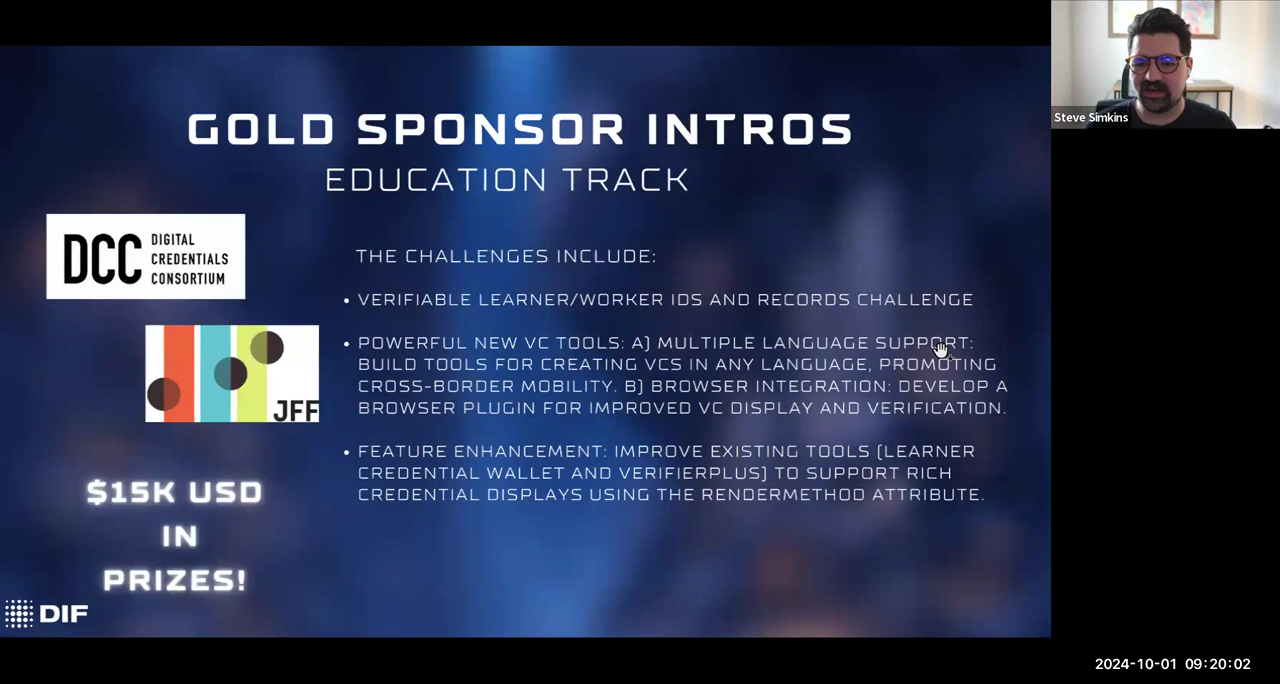 GOLD SPONSOR INTROS
EDUCATION TRACK
DCC DIGITAL
CREDENTIALS
CONSORTIUM
JFF
$15K USD
IN
PRIZES!
DIF
THE CHALLENGES INCLUDE:
• VERIFIABLE LEARNER/WORKER IDS AND RECORDS CHALLENGE
• POWERFUL NEW VC TOOLS: A) MULTIPLE LANGUAGE SUPPORT:
BUILD TOOLS FOR CREATING VCS IN ANY LANGUAGE, PROMOTING
CROSS-BORDER MOBILITY. B) BROWSER INTEGRATION: DEVELOP A
BROWSER PLUGIN FOR IMPROVED VC DISPLAY AND VERIFICATION.
• FEATURE ENHANCEMENT: IMPROVE EXISTING TOOLS (LEARNER
CREDENTIAL WALLET AND VERIFIERPLUS) TO SUPPORT RICH
CREDENTIAL DISPLAYS USING THE RENDERMETHOD ATTRIBUTE.
Steve Simkins
2024-10-01 09:20:02